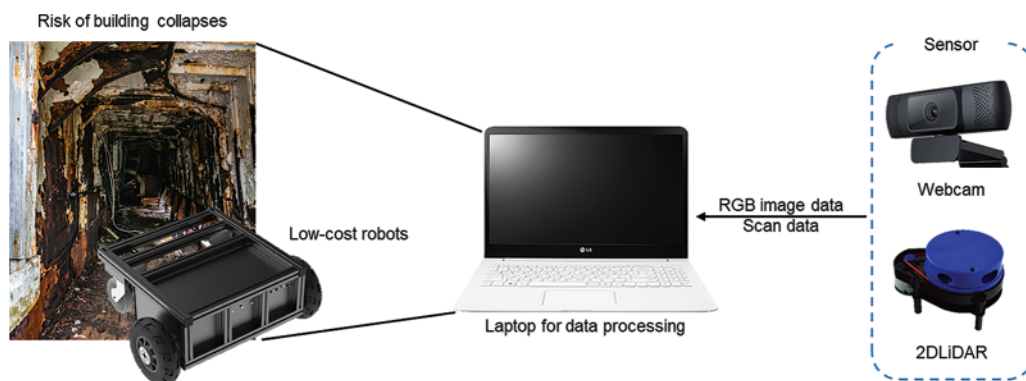 Risk of building collapses
Low-cost robots
LG
Laptop for data processing
RGB image data
Scan data
Sensor
Webcam
2DLiDAR